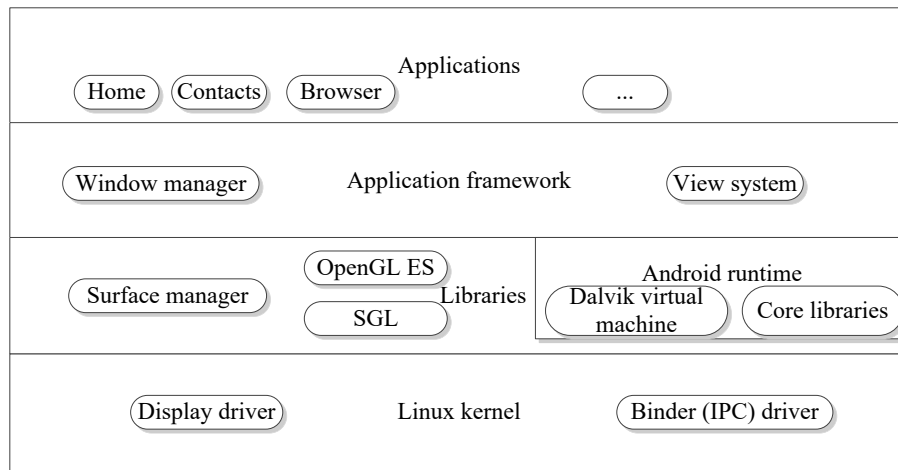 Applications
Home Contacts Browser ...
Window manager Application framework View system
OpenGL ES
Android runtime
Surface manager Libraries
SGL
Dalvik virtual
machine
Core libraries
Display driver Linux kernel Binder (IPC) driver